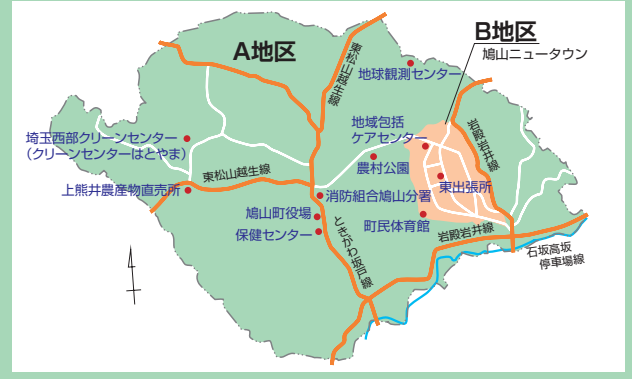 B地区
鳩山ニュータウン
A地区
東松山越生線
地球観測センター
地域包括
ケアセンター
岩殿岩井線
埼玉西部クリーンセンター
(クリーンセンターはとやま)
農村公園
東松山越生線
東出張所
上熊井農産物直売所
消防組合鳩山分署
鳩山町役場
町民体育館
保健センター
ときがわ坂戸線
岩殿岩井線
石坂高坂
停車場線